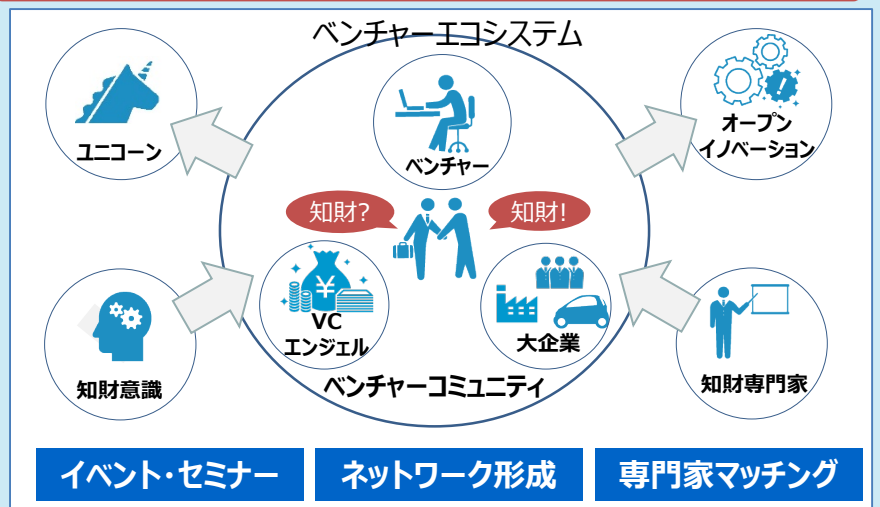 ベンチャーエコシステム
ユニコーン
ベンチャー
オープン
イノベーション
知財?
知財!
¥
VC
エンジェル
大企業
知財意識
ベンチャーコミュニティ
知財専門家
イベント・セミナー
ネットワーク形成
専門家マッチング